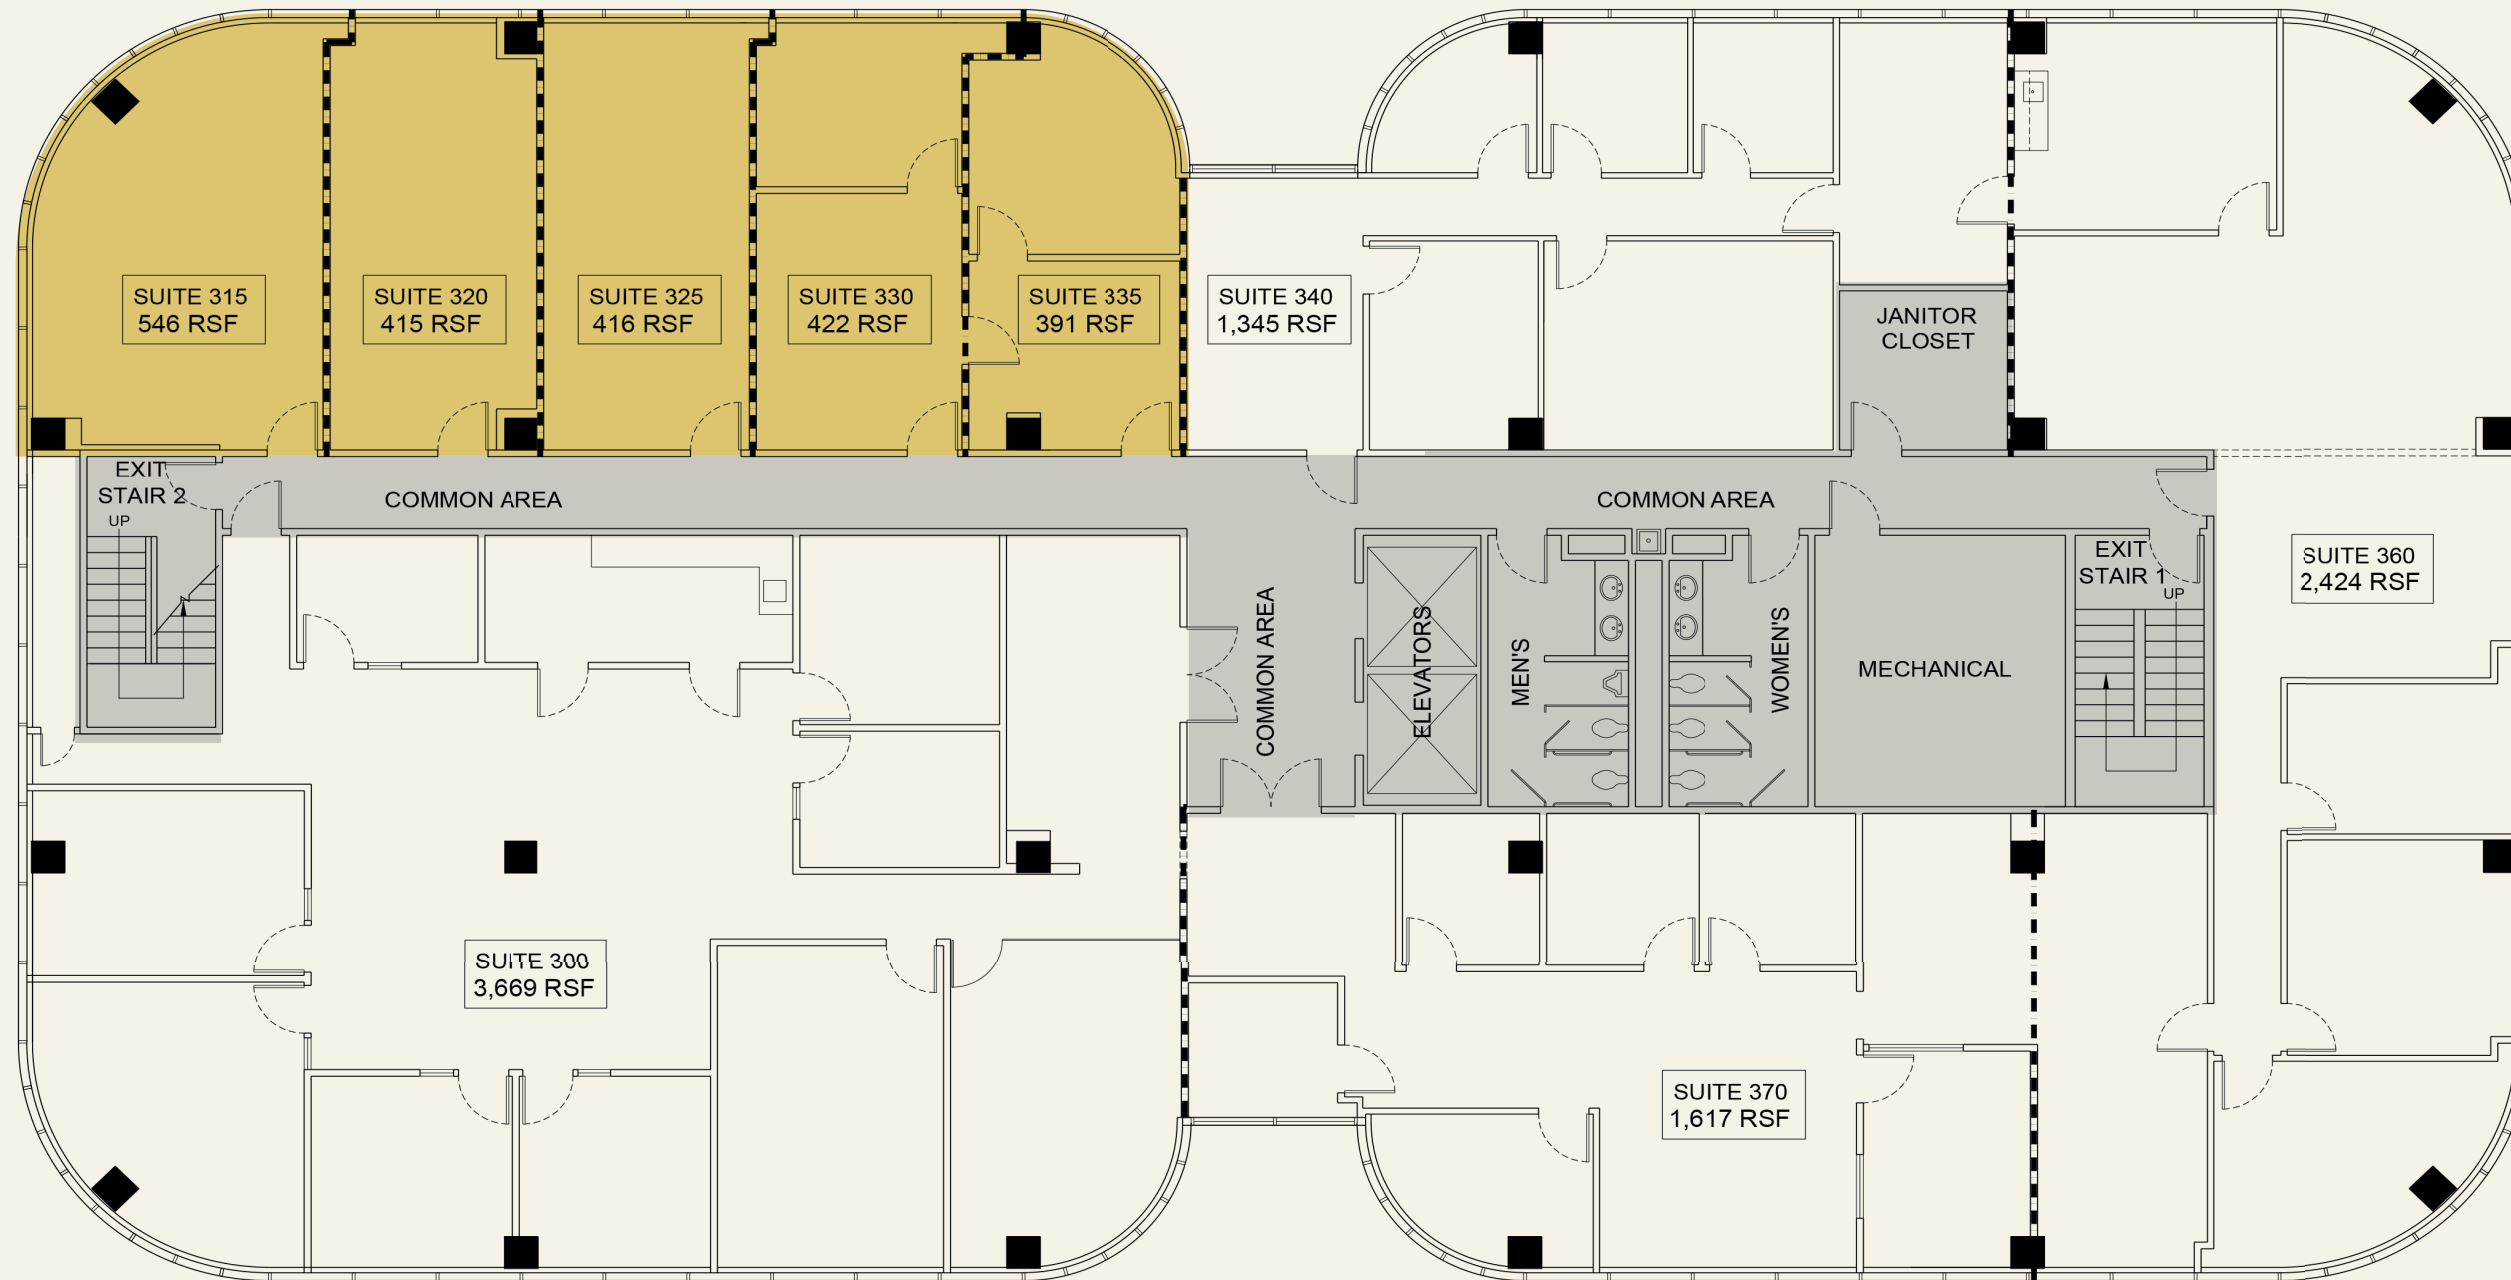 SUITE 315
546 RSF
SUITE 320
415 RSF
SUITE 325
416 RSF
SUITE 330
422 RSF
SUITE 335
391 RSF
SUITE 340
1,345 RSF
JANITOR
CLOSET
EXIT
STAIR 2
UP
COMMON AREA
COMMON AREA
EXIT
STAIR 1
UP
SUITE 360
2,424 RSF
COMMON AREA
ELEVATORS
MEN'S
WOMEN'S
MECHANICAL
SUITE 300
3,669 RSF
SUITE 370
1,617 RSF